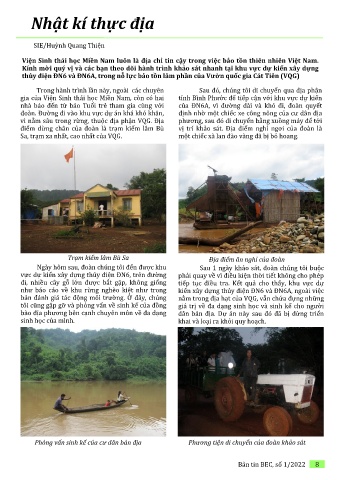 Nhật kí thực địa
SIE/Huỳnh Quang Thiện
Viện Sinh thái học Miền Nam luôn là địa chỉ tin cậy trong việc bảo tồn thiên nhiên Việt Nam.
Kính mời quý vị và các bạn theo dõi hành trình khảo sát nhanh tại khu vực dự kiến xây dựng
thủy điện ĐN6 và ĐN6A, trong nỗ lực bảo tồn lâm phần của Vườn quốc gia Cát Tiên (VQG)
Trong hành trình lần này, ngoài các chuyên
gia của Viện Sinh thái học Miền Nam, còn có hai
nhà báo đến từ báo Tuổi trẻ tham gia cùng với
đoàn. Đường đi vào khu vực dự án khá khó khăn,
vì nằm sâu trong rừng, thuộc địa phận VQG. Địa
điểm dừng chân của đoàn là trạm kiểm lâm Bù
Sa, trạm xa nhất, cao nhất của VQG.
Trạm kiểm lâm Bù Sa
Ngày hôm sau, đoàn chúng tôi đến được khu
vực dự kiến xây dựng thủy điện ĐN6, trên đường
đi, nhiều cây gỗ lớn được bắt gặp, không giống
như báo cáo về khu rừng nghèo kiệt như trong
bản đánh giá tác động môi trường. Ở đây, chúng
tôi cũng gặp gỡ và phỏng vấn về sinh kế của đồng
bào địa phương bên cạnh chuyên môn về đa dạng
sinh học của mình.
Phỏng vấn sinh kế của cư dân bản địa
Sau đó, chúng tôi di chuyển qua địa phận
tỉnh Bình Phước để tiếp cận với khu vực dự kiến
của ĐN6A, vì đường dài và khó đi, đoàn quyết
định nhờ một chiếc xe công nông của cư dân địa
phương, sau đó di chuyển bằng xuồng máy để tới
vị trí khảo sát. Địa điểm nghỉ ngơi của đoàn là
một chiếc xà lan đào vàng đã bị bỏ hoang.
Địa điểm ăn nghỉ của đoàn
Sau 1 ngày khảo sát, đoàn chúng tôi buộc
phải quay về vì điều kiện thời tiết không cho phép
tiếp tục điều tra. Kết quả cho thấy, khu vực dự
kiến xây dựng thủy điện ĐN6 và ĐN6A, ngoài việc
nằm trong địa hạt của VQG, vẫn chứa đựng những
giá trị về đa dạng sinh học và sinh kế cho người
dân bản địa. Dự án này sau đó đã bị dừng triển
khai và loại ra khỏi quy hoạch.
Phương tiện di chuyển của đoàn khảo sát
Bản tin BEC, số 1/2022 8